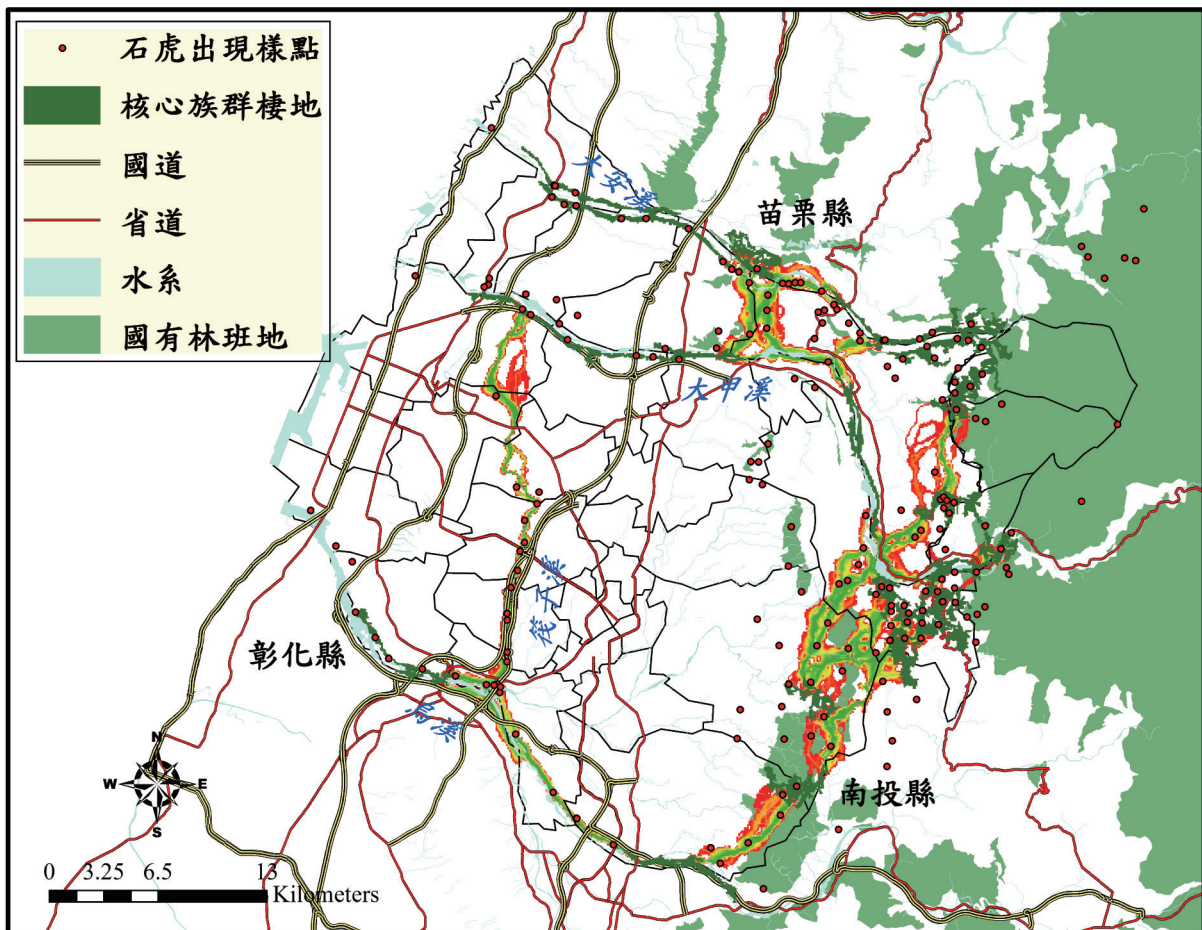 石虎出現樣點
核心族群棲地
國道
省道
水系
國有林班地
大安溪
苗栗縣
大甲溪
筏子溪
彰化縣
烏溪
南投縣
N
W
E
S
0 3.25 6.5 13
Kilometers